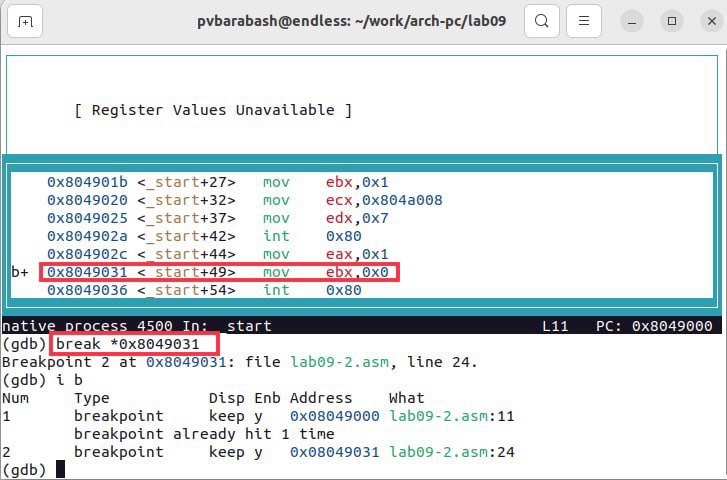 pvbarabash@endless: ~/work/arch-pc/lab09
[ Register Values Unavailable ]
0x804901b <_start+27> mov ebx,0x1
0x8049020 <_start+32> mov ecx,0x804a008
0x8049025 <_start+37> mov edx,0x7
0x804902a <_start+42> int 0x80
0x804902c <_start+44> mov eax,0x1
b+ 0x8049031 <_start+49> mov ebx,0x0
0x8049036 <_start+54> int 0x80
native process 4500 In: _start L11 PC: 0x8049000
(gdb) break *0x8049031
Breakpoint 2 at 0x8049031: file lab09-2.asm, line 24.
(gdb) i b
Num Type Disp Enb Address What
1 breakpoint keep y 0x08049000 lab09-2.asm:11
breakpoint already hit 1 time
2 breakpoint keep y 0x08049031 lab09-2.asm:24
(gdb)